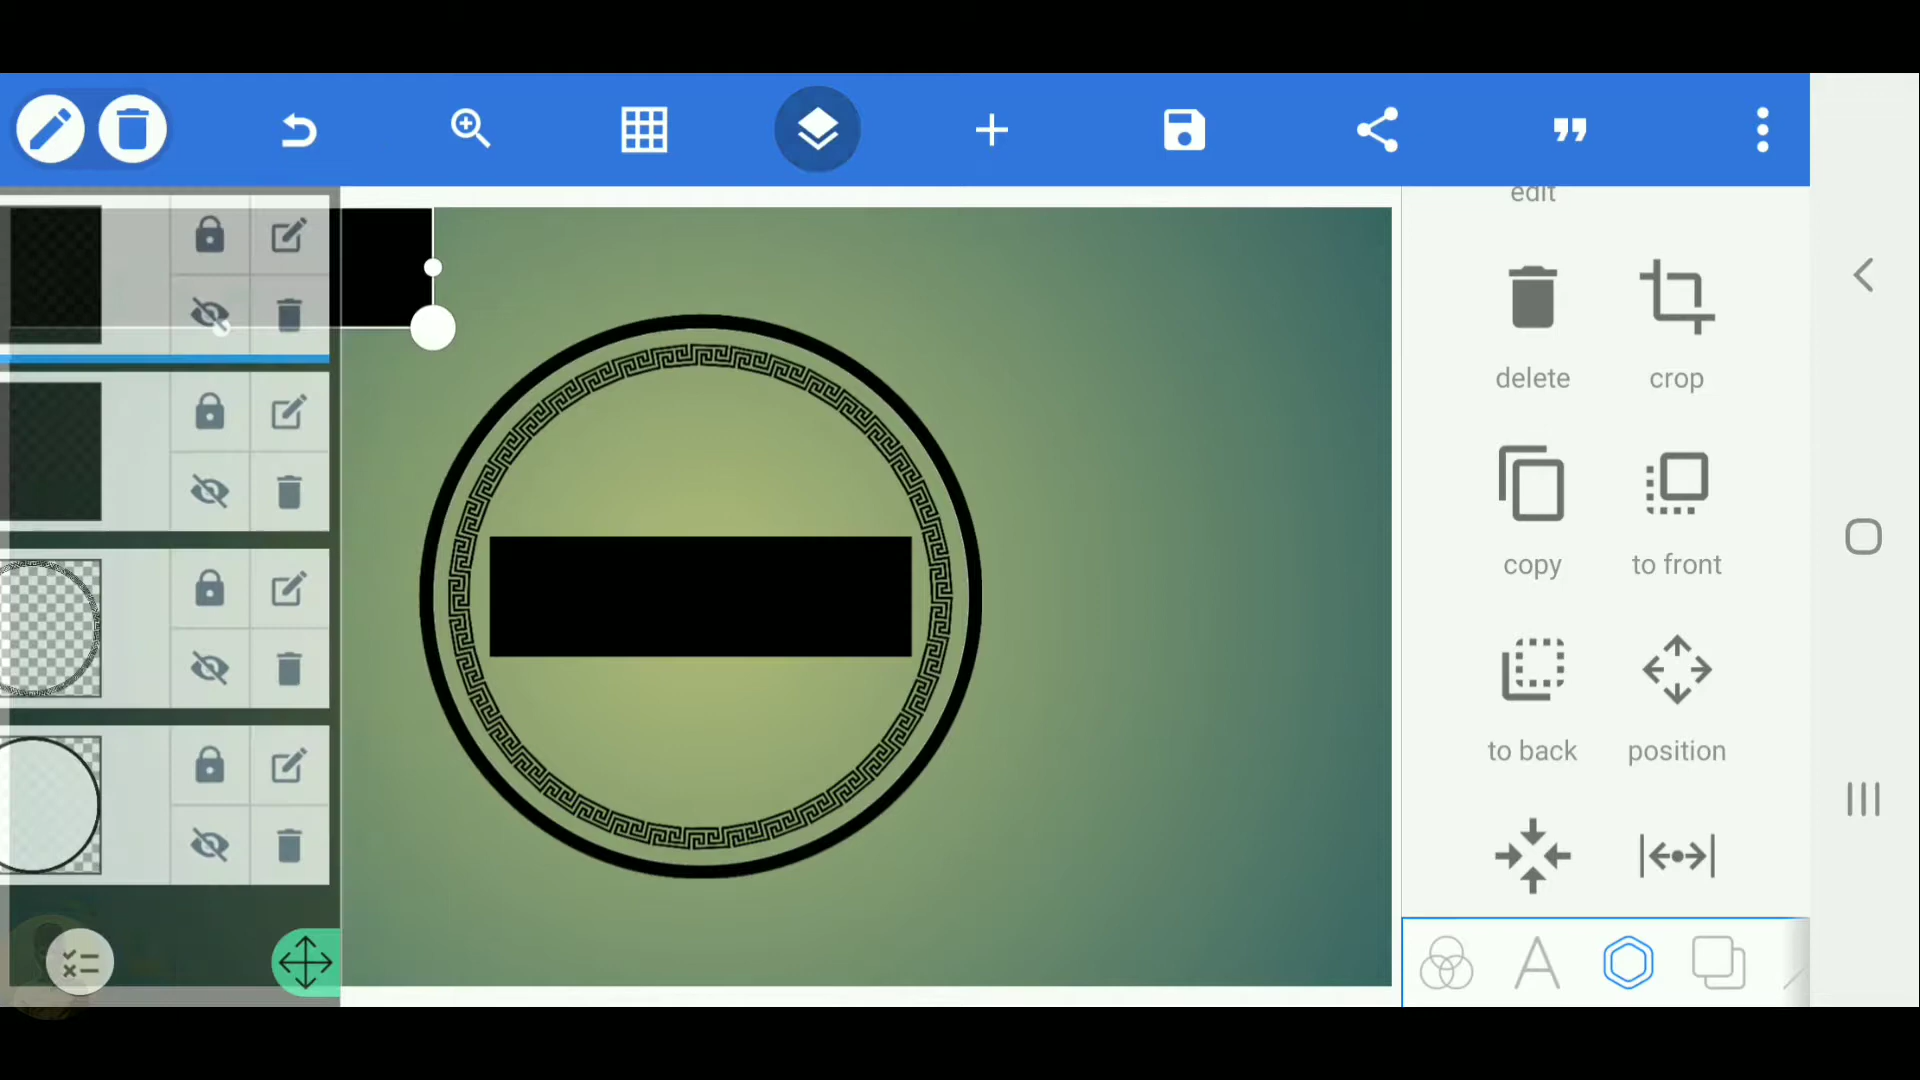 edit
delete
crop
copy
to front
to back
position